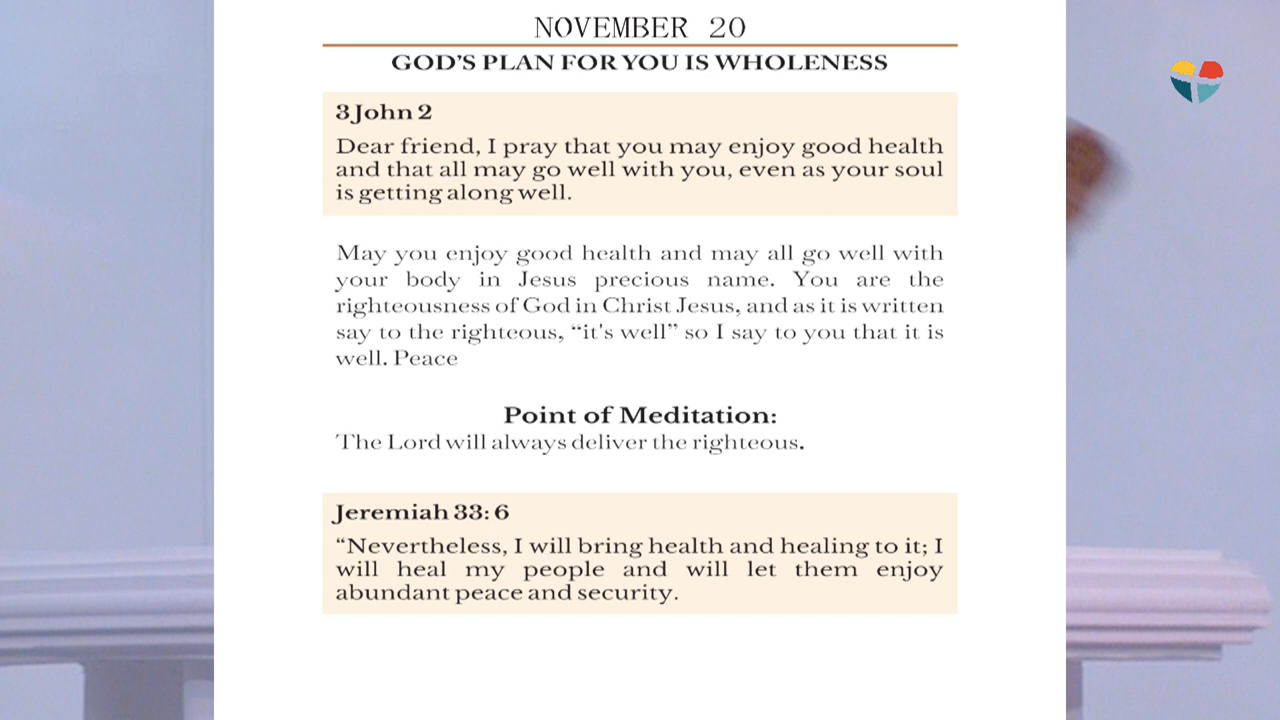 NOVEMBER 20
GOD'S PLAN FOR YOU IS WHOLENESS
3 John 2
Dear friend, I pray that you may enjoy good health
and that all may go well with you, even as your soul
is getting along well.
May you enjoy good health and may all go well with
your body in Jesus precious name. You are the
righteousness of God in Christ Jesus, and as it is written
say to the righteous, “it's well” so I say to you that it is
well. Peace
Point of Meditation:
The Lord will always deliver the righteous.
Jeremiah 33: 6
“Nevertheless, I will bring health and healing to it; I
will heal my people and will let them enjoy
abundant peace and security.